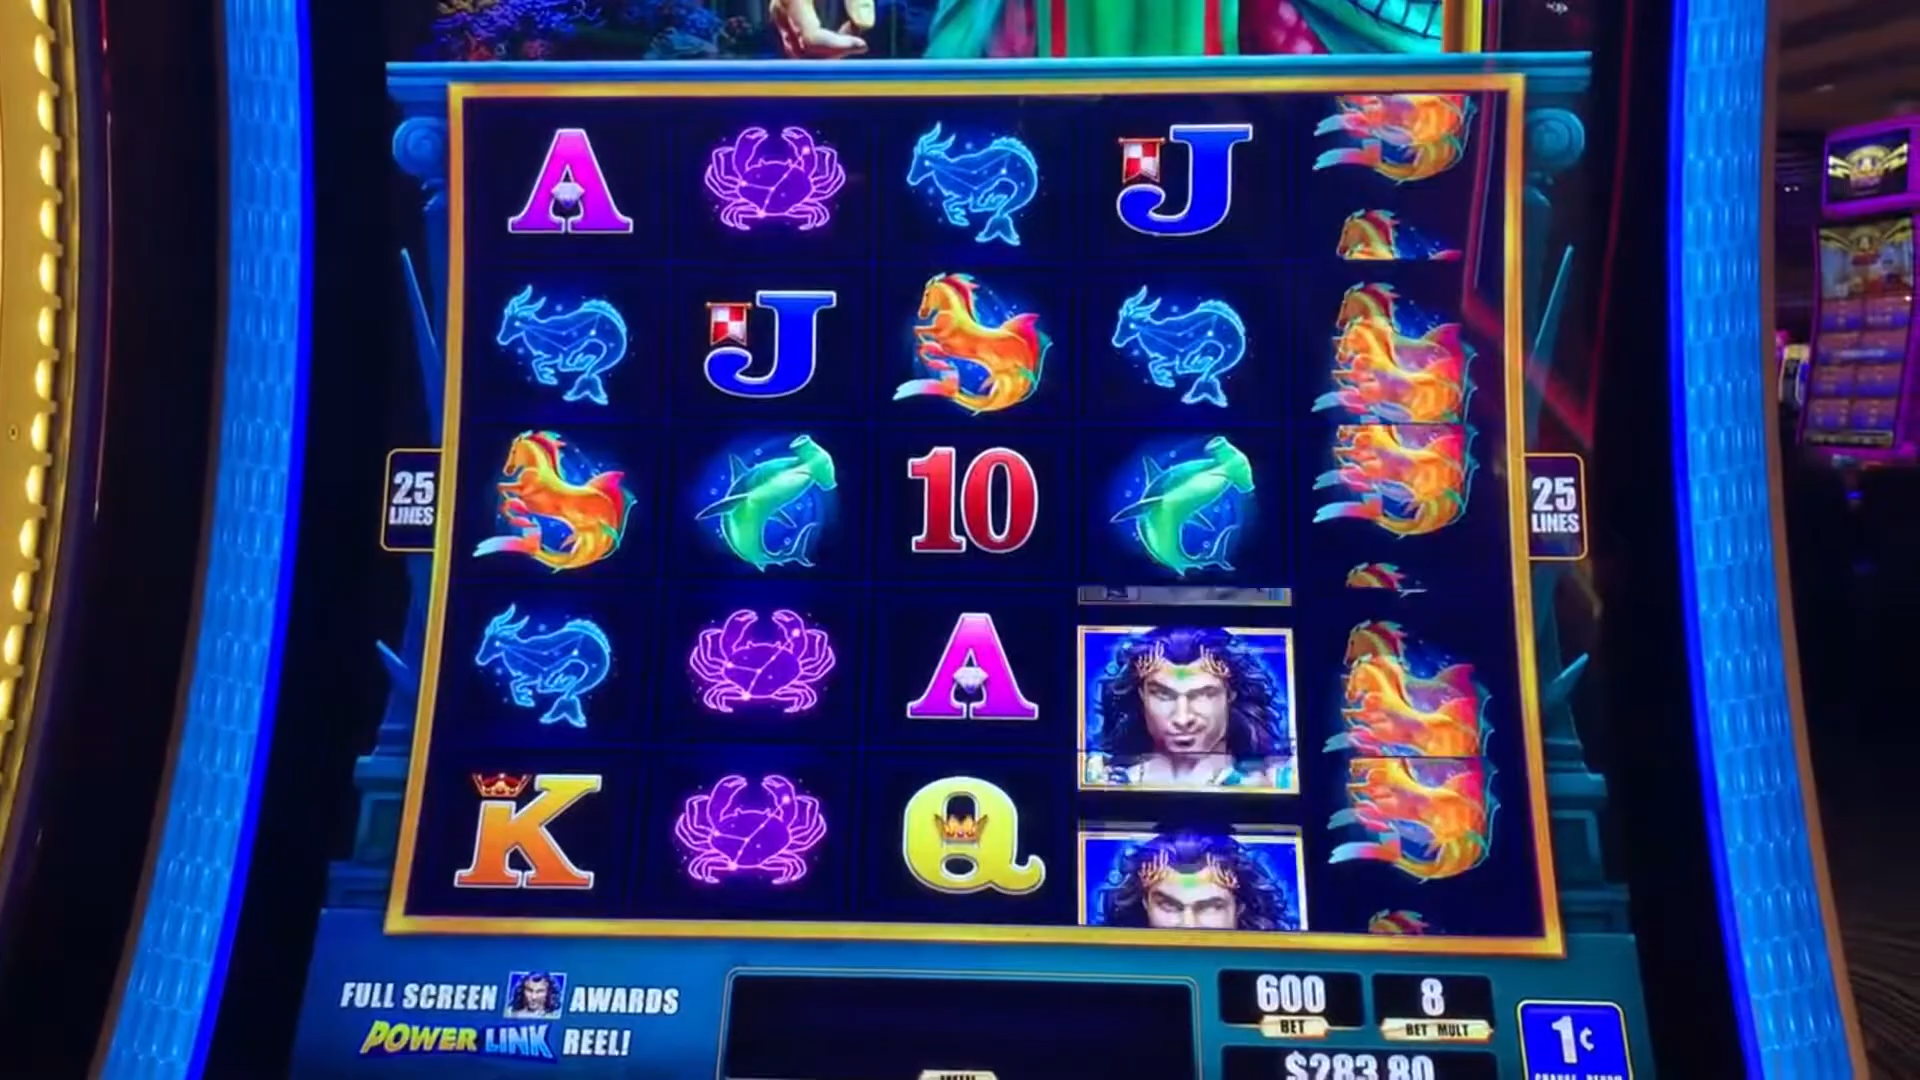 A J
J
25 LINES
10
25 LINES
A
K Q
FULL SCREEN AWARDS
POWER LINK REEL!
600
BET
8
BET MULT
1¢
$283.80